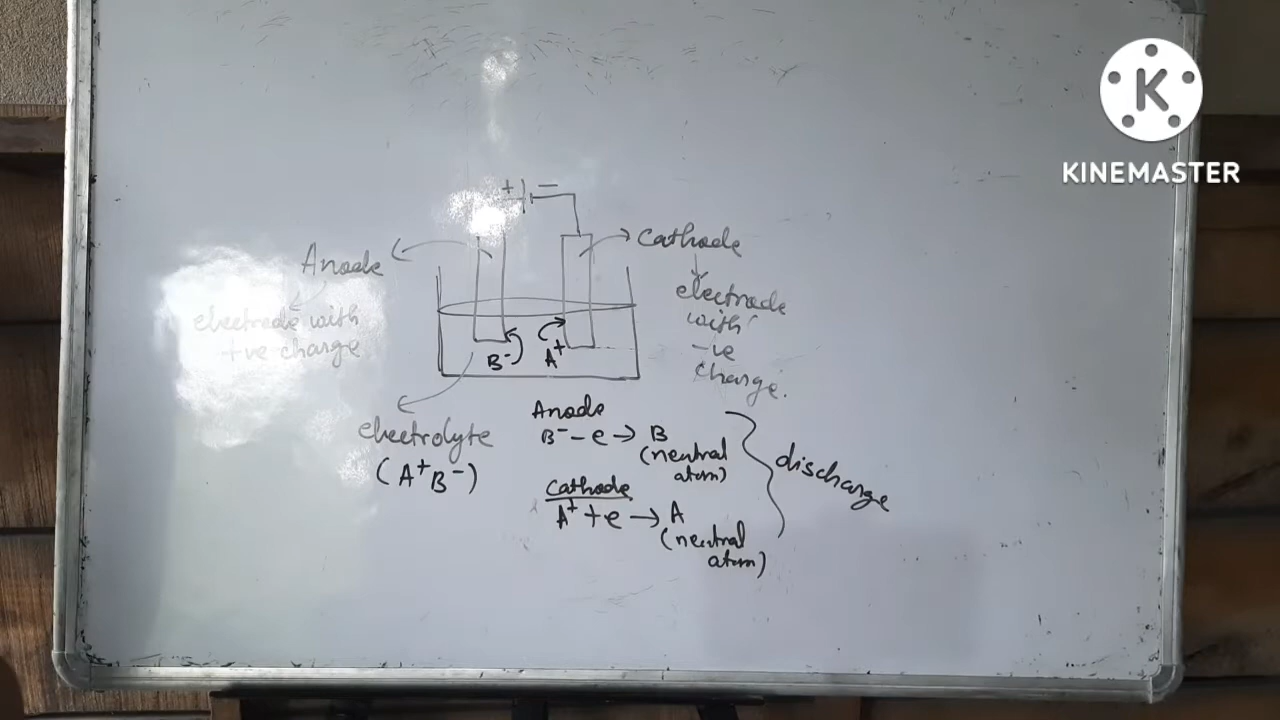 K
KINEMASTER
+ −
Anode
electrode with
+ve charge
Cathode
electrode
with
-ve
charge.
B⁻
A⁺
electrolyte
(A⁺B⁻)
Anode
B⁻ - e → B
(neutral
atom)
Cathode
A⁺ + e → A
(neutral
atom)
discharge